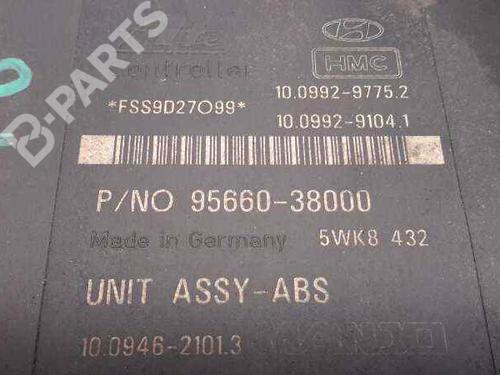 B-PARTS
Controller
HMC
10.0992-9775.2
*FSS9D27O99*
10.0992-9104.1
P/NO 95660-38000
Made in Germany 5WK8 432
UNIT ASSY-ABS
10.0946-2101.3